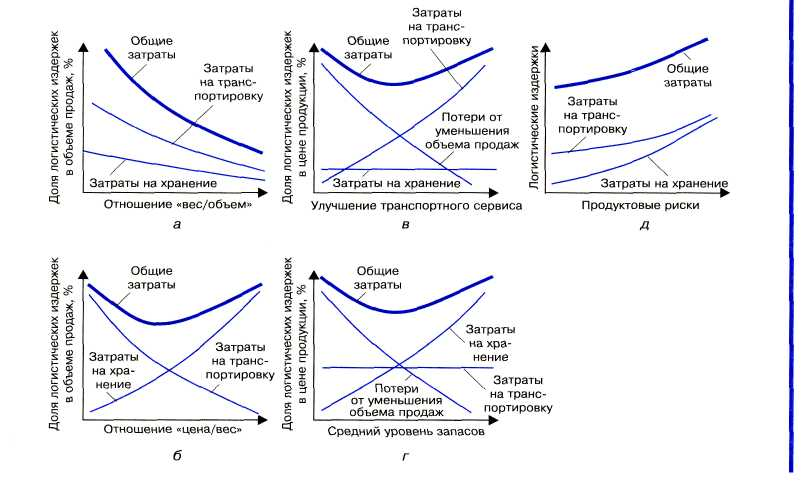 Доля логистических издержек
в объеме продаж, %
Общие
затраты
Затраты
на транс-
портировку
Затраты на хранение
Отношение «вес/объем»
а
Доля логистических издержек
в цене продукции, %
Общие
затраты
Затраты
на транс-
портировку
Потери от
уменьшения
объема продаж
Затраты на хранение
Улучшение транспортного сервиса
в
Логистические издержки
Общие
затраты
Затраты
на транс-
портировку
Затраты на хранение
Продуктовые риски
д
Доля логистических издержек
в объеме продаж, %
Общие
затраты
Затраты
на хра-
нение
Затраты
на транс-
портировку
Отношение «цена/вес»
б
Доля логистических издержек
в цене продукции, %
Общие
затраты
Затраты
на хра-
нение
Затраты
на транс-
портировку
Потери
от уменьшения
объема продаж
Средний уровень запасов
г